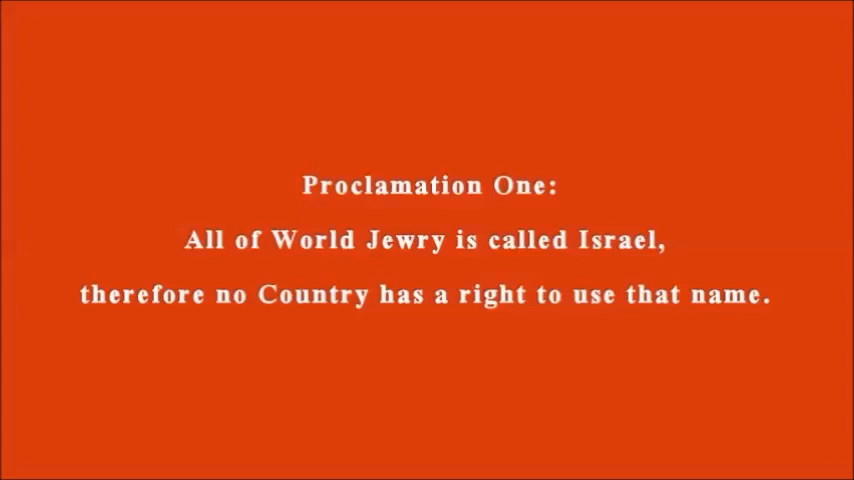 Proclamation One:
All of World Jewry is called Israel,
therefore no Country has a right to use that name.